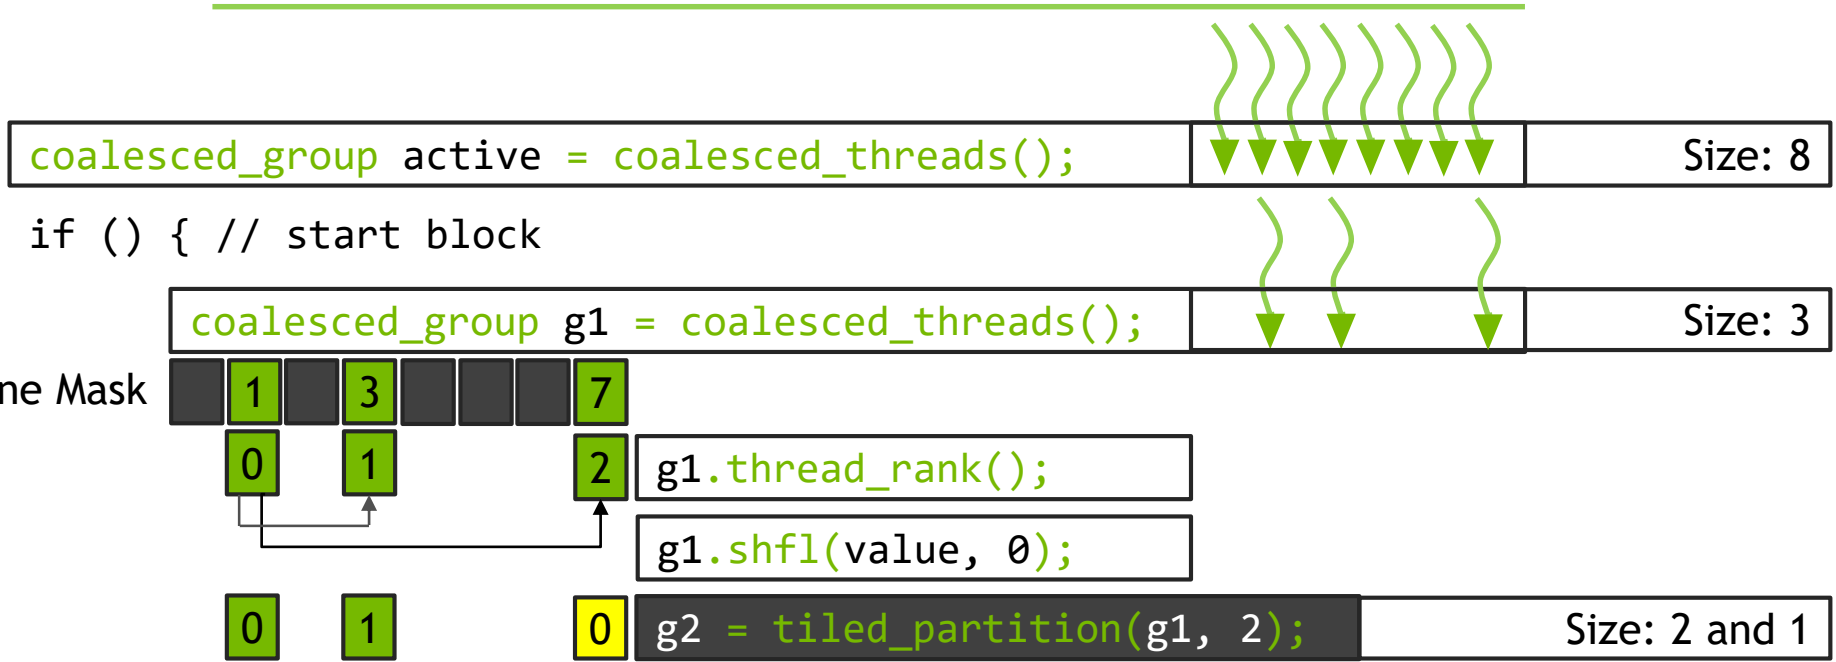 coalesced_group active = coalesced_threads(); Size: 8
if () { // start block
coalesced_group g1 = coalesced_threads(); Size: 3
ne Mask 1 3 7
0 1 2 g1.thread_rank();
g1.shfl(value, 0);
0 1 0 g2 = tiled_partition(g1, 2); Size: 2 and 1